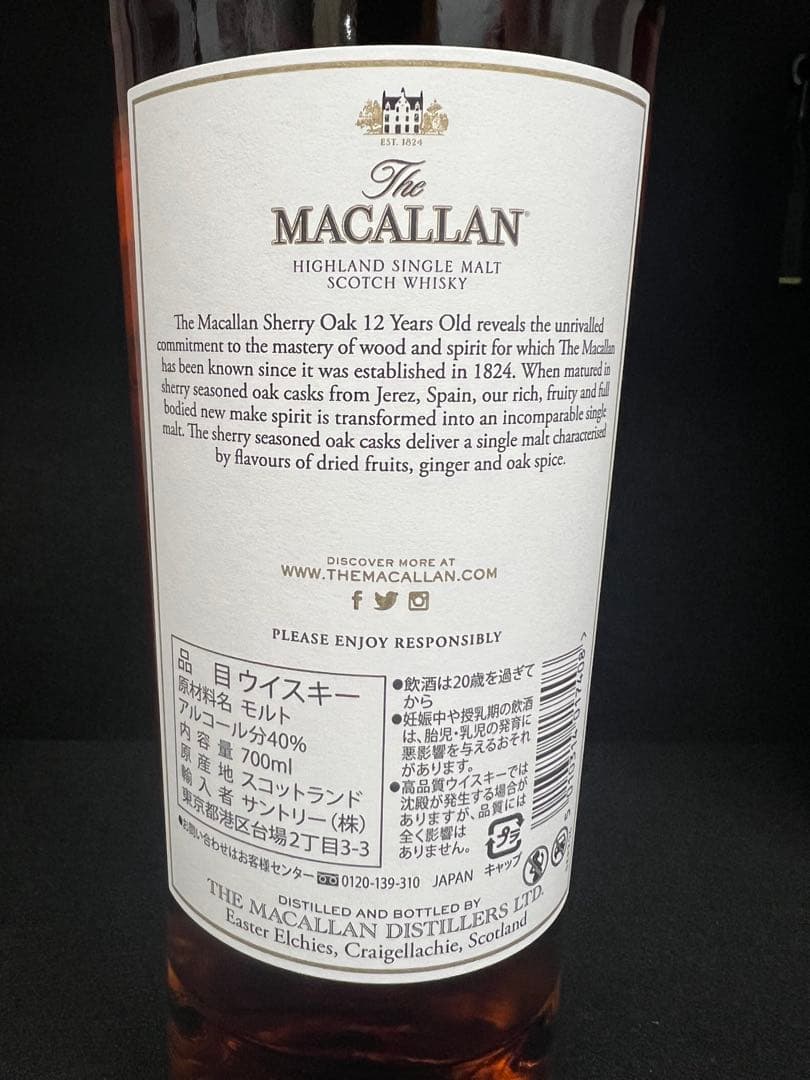 EST. 1824
The
MACALLAN
HIGHLAND SINGLE MALT
SCOTCH WHISKY
The Macallan Sherry Oak 12 Years Old reveals the unrivalled
commitment to the mastery of wood and spirit for which The Macallan
has been known since it was established in 1824. When matured in
sherry seasoned oak casks from Jerez, Spain, our rich, fruity and full
bodied new make spirit is transformed into an incomparable single
malt. The sherry seasoned oak casks deliver a single malt characterised
by flavours of dried fruits, ginger and oak spice.
DISCOVER MORE AT
WWW.THEMACALLAN.COM
PLEASE ENJOY RESPONSIBLY
品 目 ウイスキー
原材料名 モルト
アルコール分40%
内容量 700ml
原産地 スコットランド
輸入者 サントリー(株)
東京都港区台場2丁目3-3
●飲酒は20歳を過ぎて
から
●妊娠中や授乳期の飲酒
は、胎児・乳児の発育に
悪影響を与えるおそれ
があります。
●高品質ウイスキーでは
沈殿が発生する場合が
ありますが、品質には
全く影響は
ありません。
プラ
キャップ
●お問い合わせはお客様センター 0120-139-310 JAPAN
DISTILLED AND BOTTLED BY
THE MACALLAN DISTILLERS LTD.
Easter Elchies, Craigellachie, Scotland